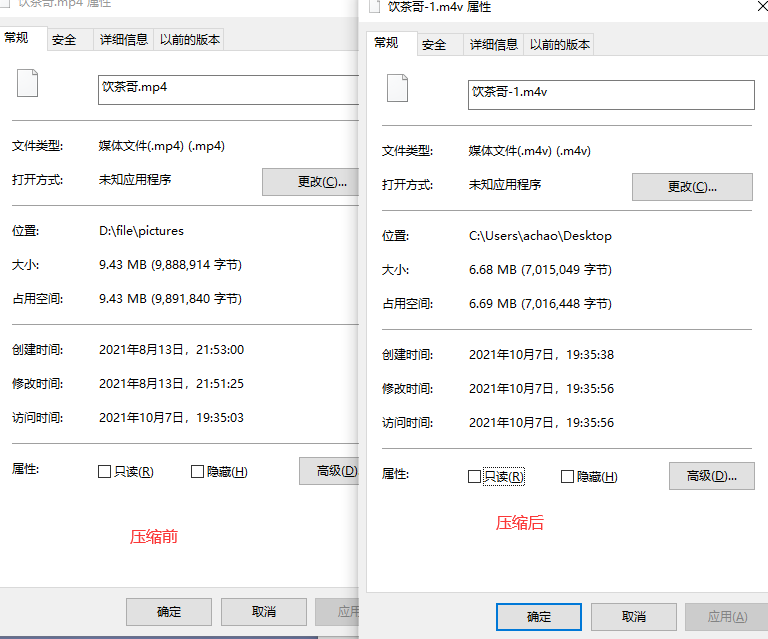 饮茶哥.mp4 属性
常规
安全
详细信息
以前的版本
饮茶哥.mp4
文件类型: 媒体文件(.mp4) (.mp4)
打开方式: 未知应用程序
更改(C)...
位置: D:\file\pictures
大小: 9.43 MB (9,888,914 字节)
占用空间: 9.43 MB (9,891,840 字节)
创建时间: 2021年8月13日，21:53:00
修改时间: 2021年8月13日，21:51:25
访问时间: 2021年10月7日，19:35:03
属性: 只读(R) 隐藏(H) 高级(D)
压缩前
确定
取消
应用
饮茶哥-1.m4v 属性
常规
安全
详细信息
以前的版本
饮茶哥-1.m4v
文件类型: 媒体文件(.m4v) (.m4v)
打开方式: 未知应用程序
更改(C)...
位置: C:\Users\achao\Desktop
大小: 6.68 MB (7,015,049 字节)
占用空间: 6.69 MB (7,016,448 字节)
创建时间: 2021年10月7日，19:35:38
修改时间: 2021年10月7日，19:35:56
访问时间: 2021年10月7日，19:35:56
属性: 只读(R) 隐藏(H) 高级(D)...
压缩后
确定
取消
应用(A)